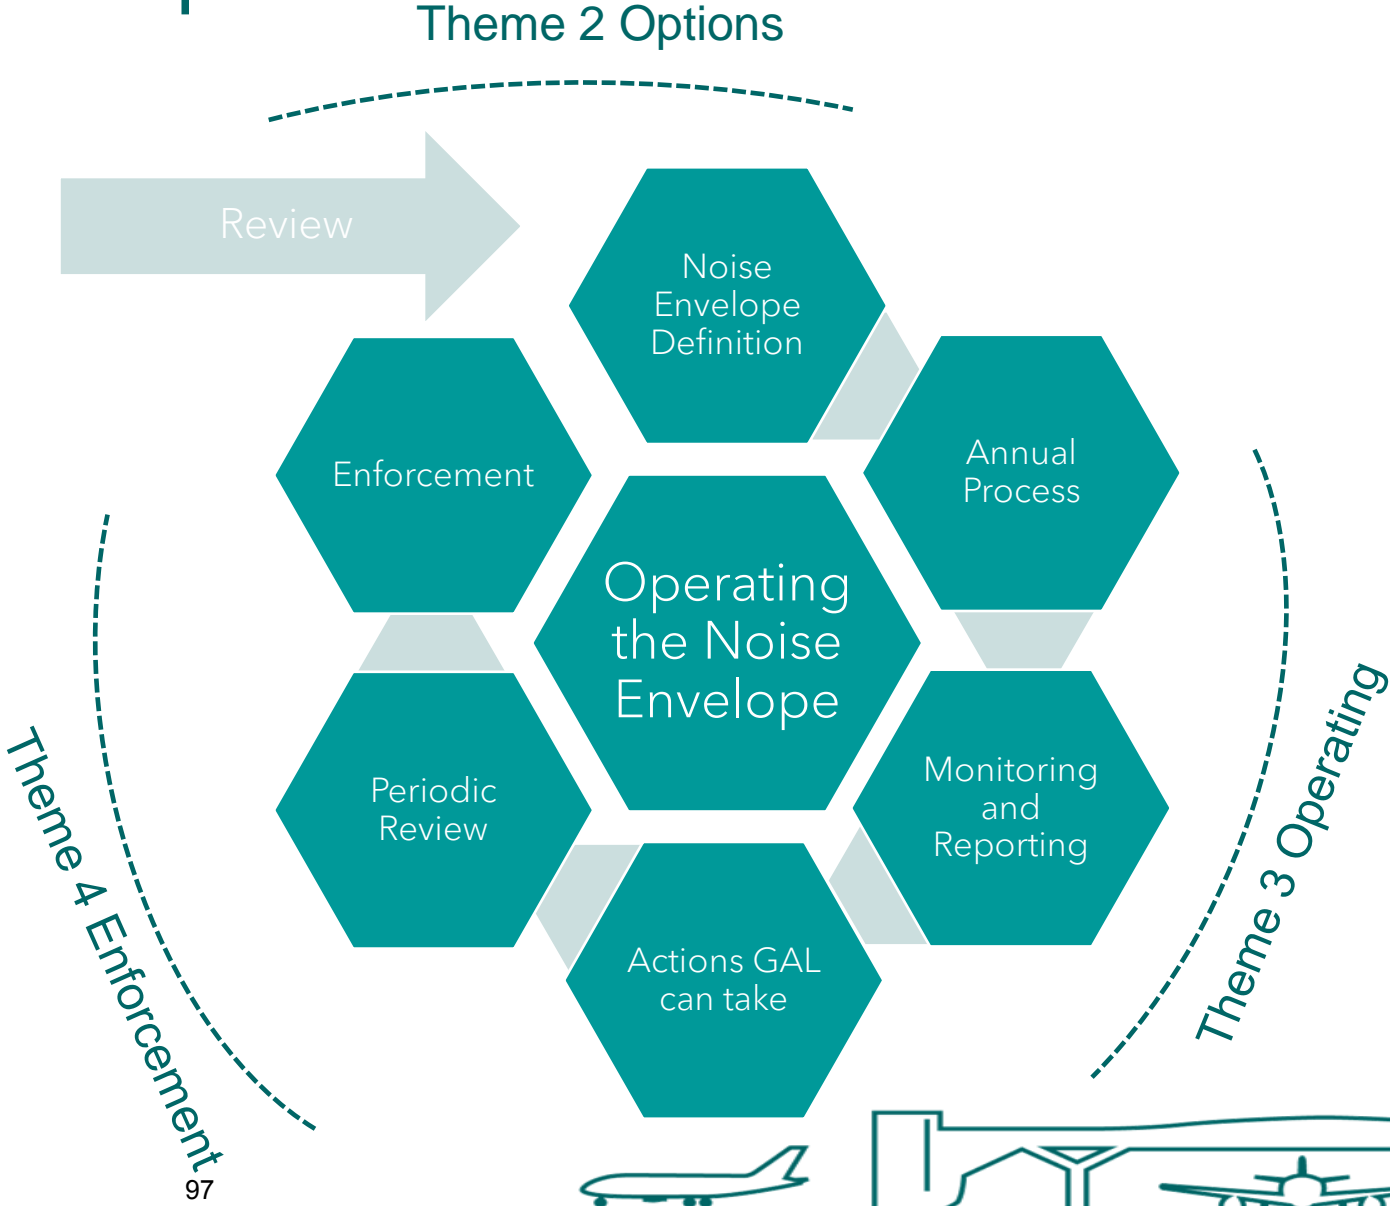 Theme 2 Options
Review
Noise
Envelope
Definition
Annual
Process
Monitoring
and
Reporting
Actions GAL
can take
Periodic
Review
Enforcement
Operating
the Noise
Envelope
Theme 3 Operating
Theme 4 Enforcement
97